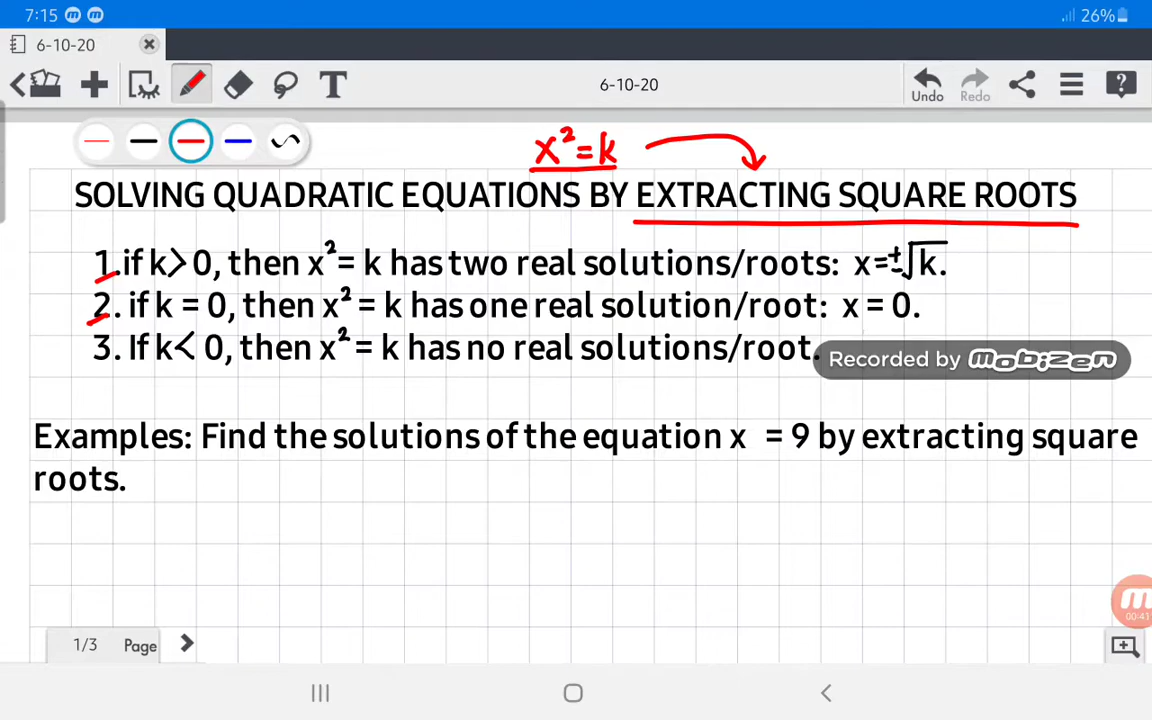 7:15
26%
6-10-20
T
6-10-20
Undo
Redo
x²=k
SOLVING QUADRATIC EQUATIONS BY EXTRACTING SQUARE ROOTS
1.if k> 0, then x²= k has two real solutions/roots: x=±√k.
2. if k = 0, then x² = k has one real solution/root: x = 0.
3. If k< 0, then x² = k has no real solutions/root.
Recorded by mobizen
Examples: Find the solutions of the equation x = 9 by extracting square
roots.
00:41
1/3 Page